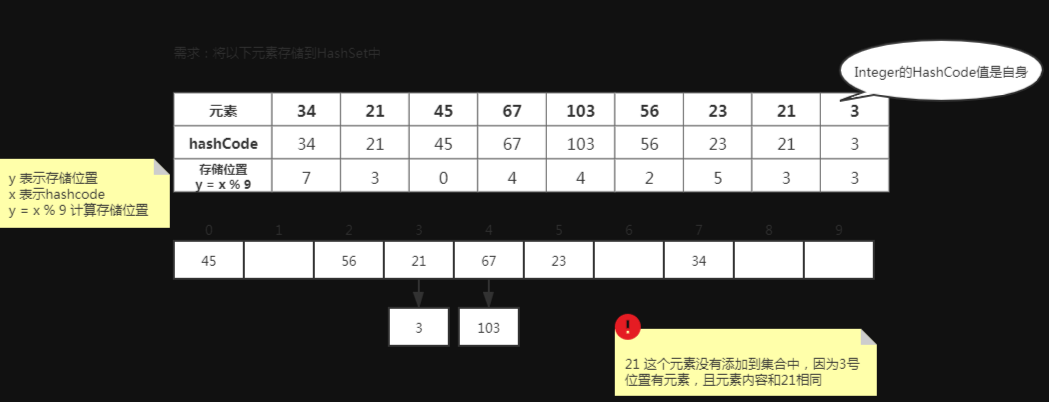 需求：将以下元素存储到HashSet中
Integer的HashCode值是自身
元素 34 21 45 67 103 56 23 21 3
hashCode 34 21 45 67 103 56 23 21 3
存储位置
y = x % 9 7 3 0 4 4 2 5 3 3
y 表示存储位置
x 表示hashcode
y = x % 9 计算存储位置
0 1 2 3 4 5 6 7 8 9
45 56 21 67 23 34
3 103
!
21 这个元素没有添加到集合中，因为3号
位置有元素，且元素内容和21相同